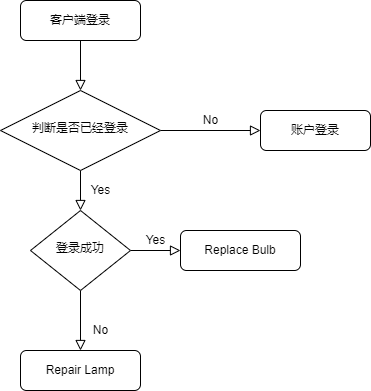 客户端登录
判断是否已经登录
No
账户登录
Yes
登录成功
Yes
Replace Bulb
No
Repair Lamp